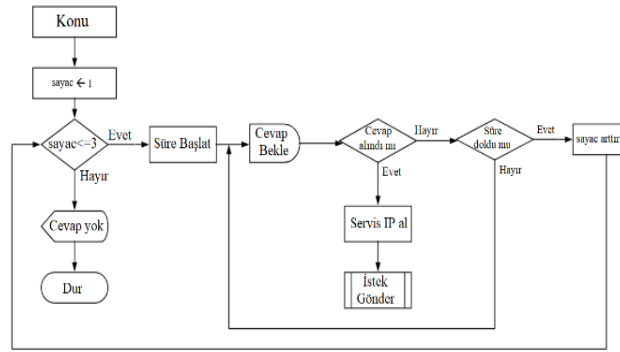 Konu
sayac ← 1
sayac<=3
Evet
Süre Başlat
Cevap
Bekle
Cevap
alındı mı
Hayır
Süre
doldu mu
Evet
sayac arttır
Hayır
Evet
Hayır
Cevap yok
Servis IP al
Dur
İstek
Gönder